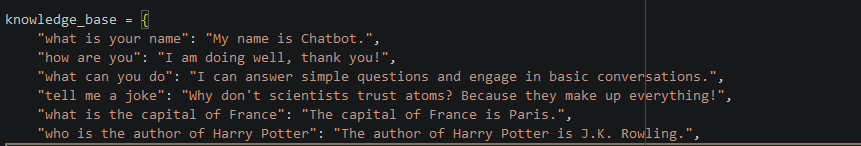 knowledge_base = {
    "what is your name": "My name is Chatbot.",
    "how are you": "I am doing well, thank you!",
    "what can you do": "I can answer simple questions and engage in basic conversations.",
    "tell me a joke": "Why don't scientists trust atoms? Because they make up everything!",
    "what is the capital of France": "The capital of France is Paris.",
    "who is the author of Harry Potter": "The author of Harry Potter is J.K. Rowling.",